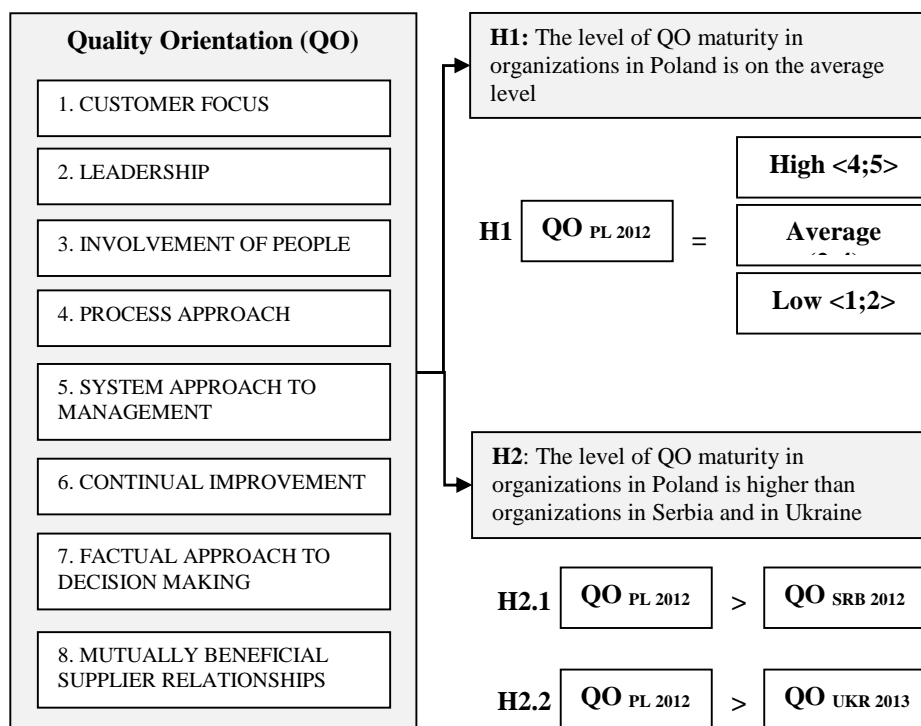 Quality Orientation (QO)
1. CUSTOMER FOCUS
2. LEADERSHIP
3. INVOLVEMENT OF PEOPLE
4. PROCESS APPROACH
5. SYSTEM APPROACH TO
MANAGEMENT
6. CONTINUAL IMPROVEMENT
7. FACTUAL APPROACH TO
DECISION MAKING
8. MUTUALLY BENEFICIAL
SUPPLIER RELATIONSHIPS
H1: The level of QO maturity in
organizations in Poland is on the average
level
High <4;5>
H1 QO PL 2012 = Average
Low <1;2>
H2: The level of QO maturity in
organizations in Poland is higher than
organizations in Serbia and in Ukraine
H2.1 QO PL 2012 > QO SRB 2012
H2.2 QO PL 2012 > QO UKR 2013